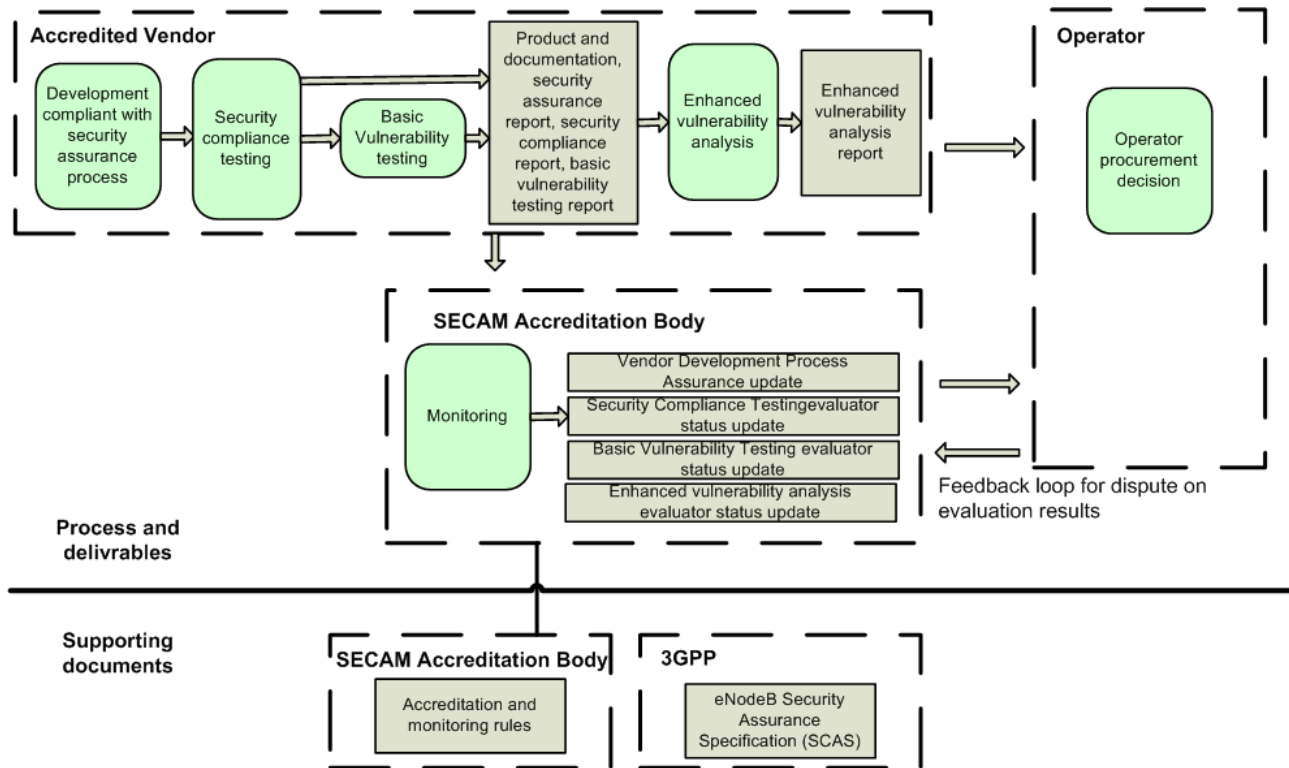 Accredited Vendor
Development
compliant with
security
assurance
process
Security
compliance
testing
Basic
Vulnerability
testing
Product and
documentation,
security
assurance
report, security
compliance
report, basic
vulnerability
testing report
Enhanced
vulnerability
analysis
Enhanced
vulnerability
analysis
report
Operator
Operator
procurement
decision
SECAM Accreditation Body
Monitoring
Vendor Development Process
Assurance update
Security Compliance Testingevaluator
status update
Basic Vulnerability Testing evaluator
status update
Enhanced vulnerability analysis
evaluator status update
Feedback loop for dispute on
evaluation results
Process and
delivrables
Supporting
documents
SECAM Accreditation Body
Accreditation and
monitoring rules
3GPP
eNodeB Security
Assurance
Specification (SCAS)